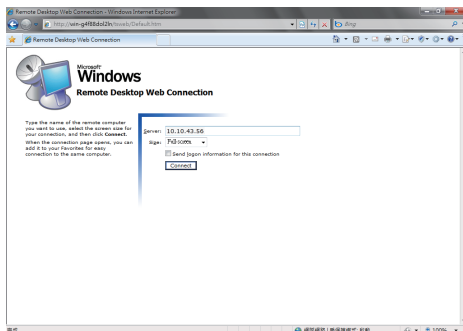 Remote Desktop Web Connection - Windows Internet Explorer
http://win-g4f88dol2ln/tsweb/Default.htm
Bing
Remote Desktop Web Connection
Microsoft
Windows
Remote Desktop Web Connection
Type the name of the remote computer
you want to use, select the screen size for
your connection, and then click Connect.
When the connection page opens, you can
add it to your Favorites for easy
connection to the same computer.
Server: 10.10.43.56
Size: Full-screen
Send logon information for this connection
Connect
100%